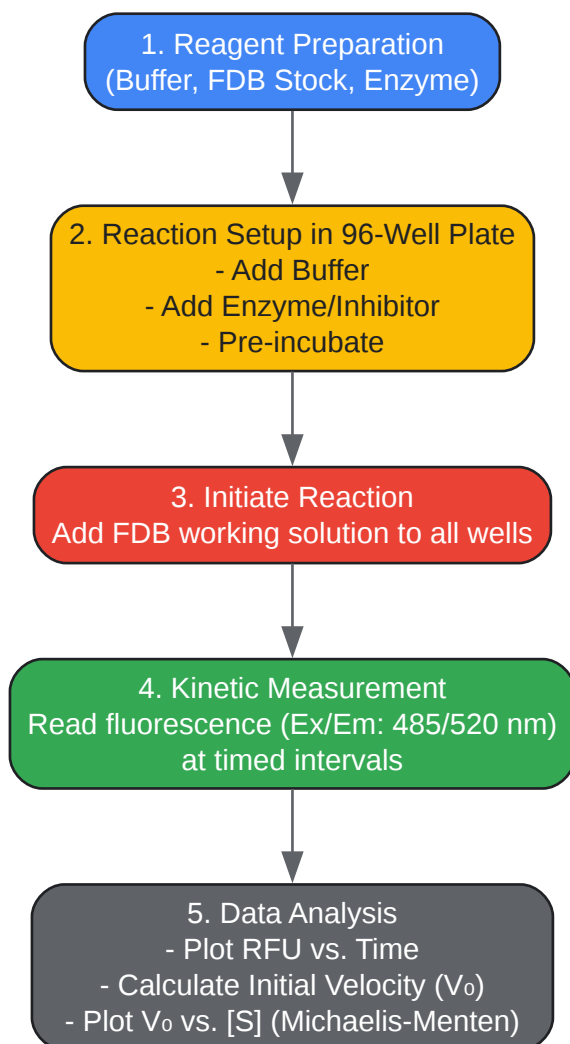 1. Reagent Preparation
(Buffer, FDB Stock, Enzyme)
2. Reaction Setup in 96-Well Plate
- Add Buffer
- Add Enzyme/Inhibitor
- Pre-incubate
3. Initiate Reaction
Add FDB working solution to all wells
4. Kinetic Measurement
Read fluorescence (Ex/Em: 485/520 nm)
at timed intervals
5. Data Analysis
- Plot RFU vs. Time
- Calculate Initial Velocity (V₀)
- Plot V₀ vs. [S] (Michaelis-Menten)